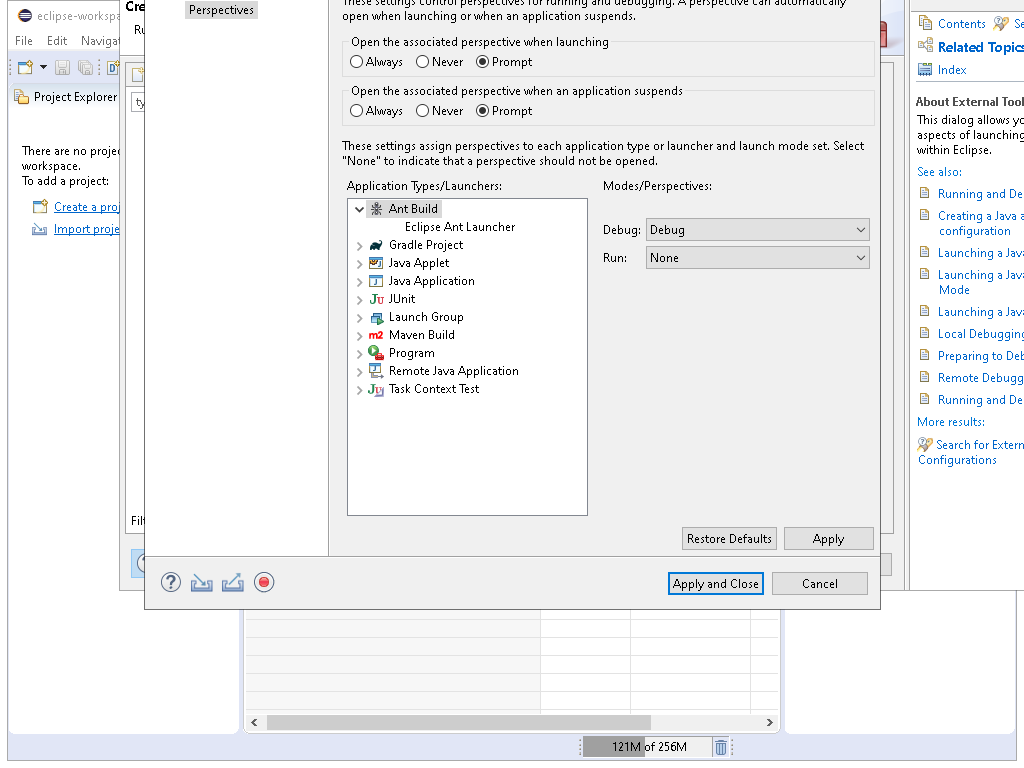 eclipse-workspa
File Edit Navigat
Project Explorer
There are no projec
workspace.
To add a project:
Create a proj
Import proje
Cre
Ru
ty
Filt
Perspectives
These settings control perspectives for running and debugging. A perspective can automatically
open when launching or when an application suspends.
Open the associated perspective when launching
Always Never Prompt
Open the associated perspective when an application suspends
Always Never Prompt
These settings assign perspectives to each application type or launcher and launch mode set. Select
"None" to indicate that a perspective should not be opened.
Application Types/Launchers:
Modes/Perspectives:
Ant Build
Eclipse Ant Launcher
Gradle Project
Java Applet
Java Application
JUnit
Launch Group
Maven Build
Program
Remote Java Application
Task Context Test
Debug: Debug
Run: None
Restore Defaults Apply
Apply and Close Cancel
Contents Se
Related Topics
Index
About External Tool
This dialog allows yo
aspects of launching
within Eclipse.
See also:
Running and De
Creating a Java a
configuration
Launching a Java
Launching a Java
Mode
Launching a Java
Local Debugging
Preparing to Deb
Remote Debugg
Running and De
More results:
Search for Extern
Configurations
121M of 256M